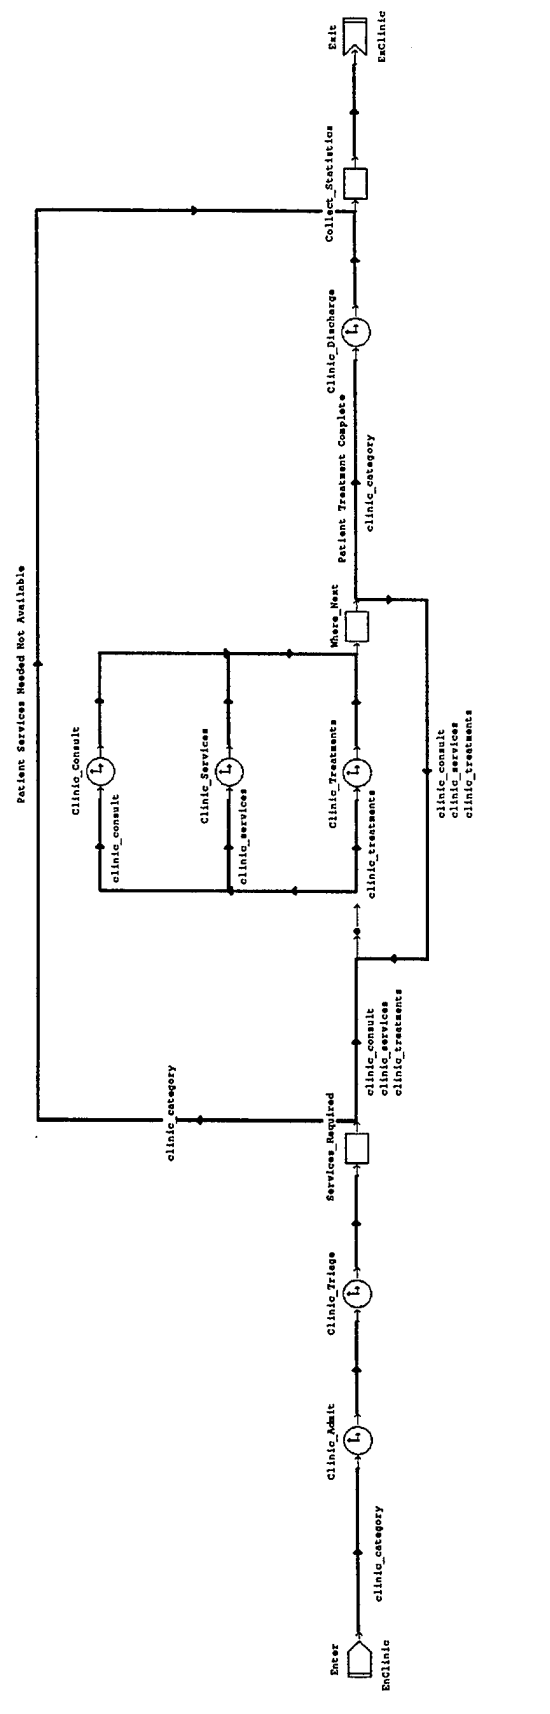 Enter
EnClinic
clinic_category
Clinic_Admit
Clinic_Triage
Services_Required
clinic_category
Patient Services Needed Not Available
clinic_consult
clinic_services
clinic_treatments
clinic_consult
Clinic_Consult
clinic_services
Clinic_Services
clinic_treatments
Clinic_Treatments
clinic_consult
clinic_services
clinic_treatments
Where_Next
Patient Treatment Complete
clinic_category
Clinic_Discharge
Collect_Statistics
Exit
ExClinic